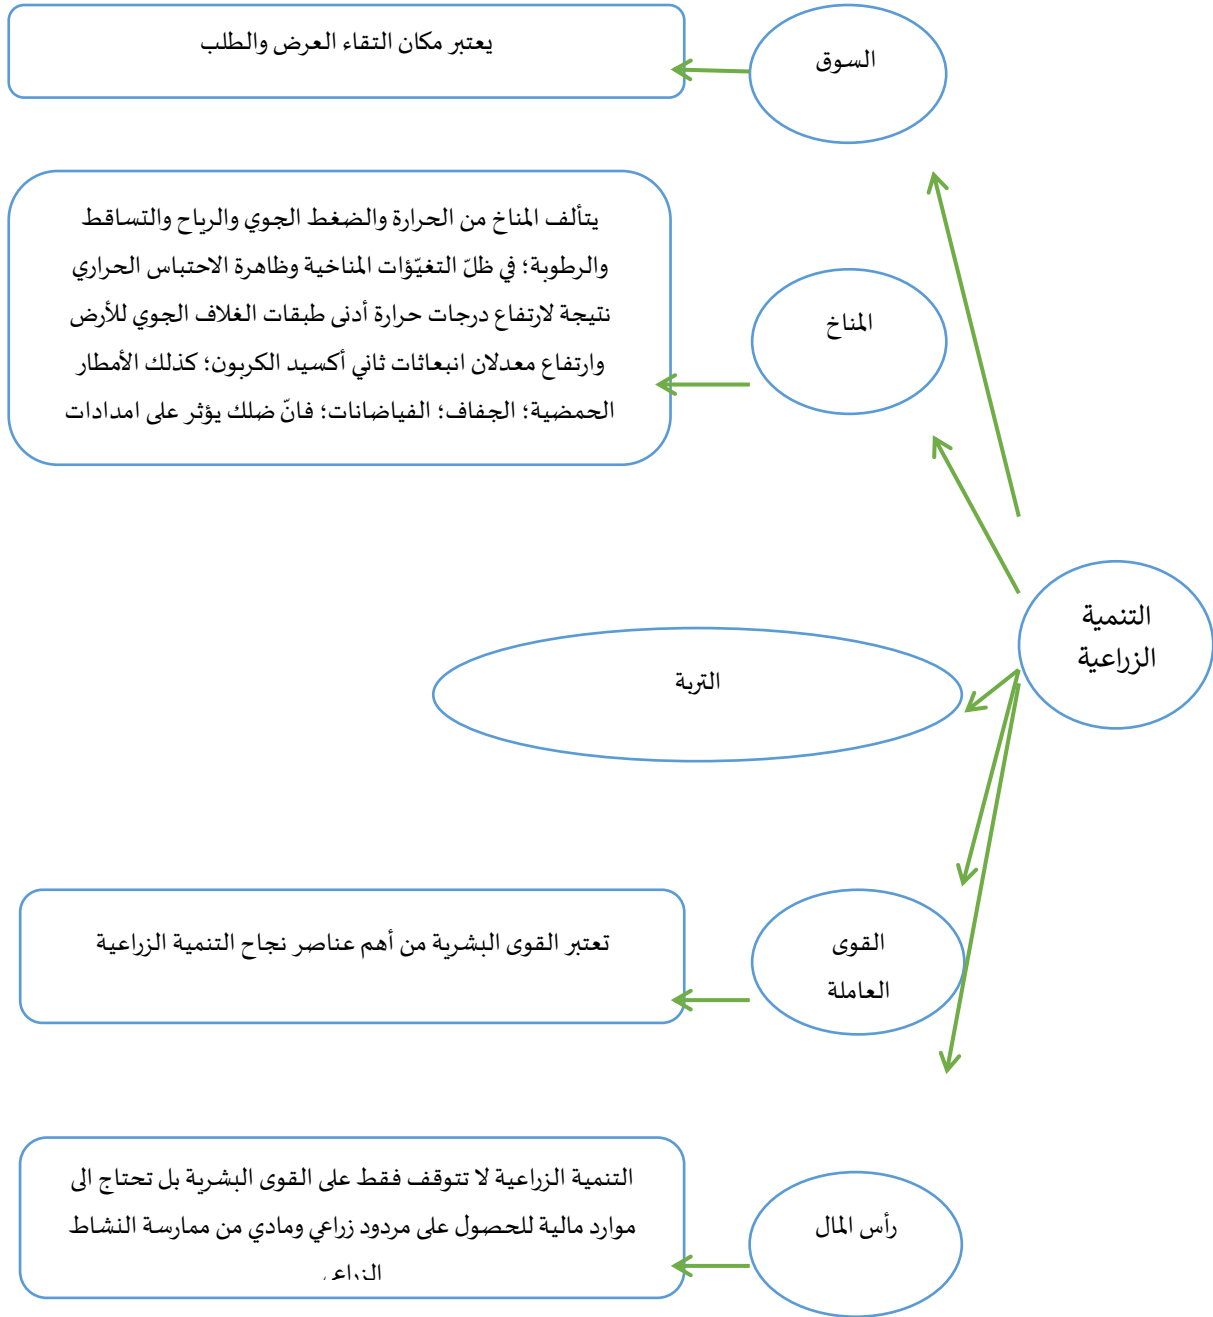 السوق
يعتبر مكان التقاء العرض والطلب
المناخ
يتألف المناخ من الحرارة والضغط الجوي والرياح والتساقط
والرطوبة؛ في ظلّ التغيّؤات المناخية وظاهرة الاحتباس الحراري
نتيجة لارتفاع درجات حرارة أدنى طبقات الغلاف الجوي للأرض
وارتفاع معدلان انبعاثات ثاني أكسيد الكربون؛ كذلك الأمطار
الحمضية؛ الجفاف؛ الفياضانات؛ فانّ ضلك يؤثر على امدادات
التنمية
الزراعية
التربة
القوى
العاملة
تعتبر القوى البشرية من أهم عناصر نجاح التنمية الزراعية
رأس المال
التنمية الزراعية لا تتوقف فقط على القوى البشرية بل تحتاج الى
موارد مالية للحصول على مردود زراعي ومادي من ممارسة النشاط
الزراعي